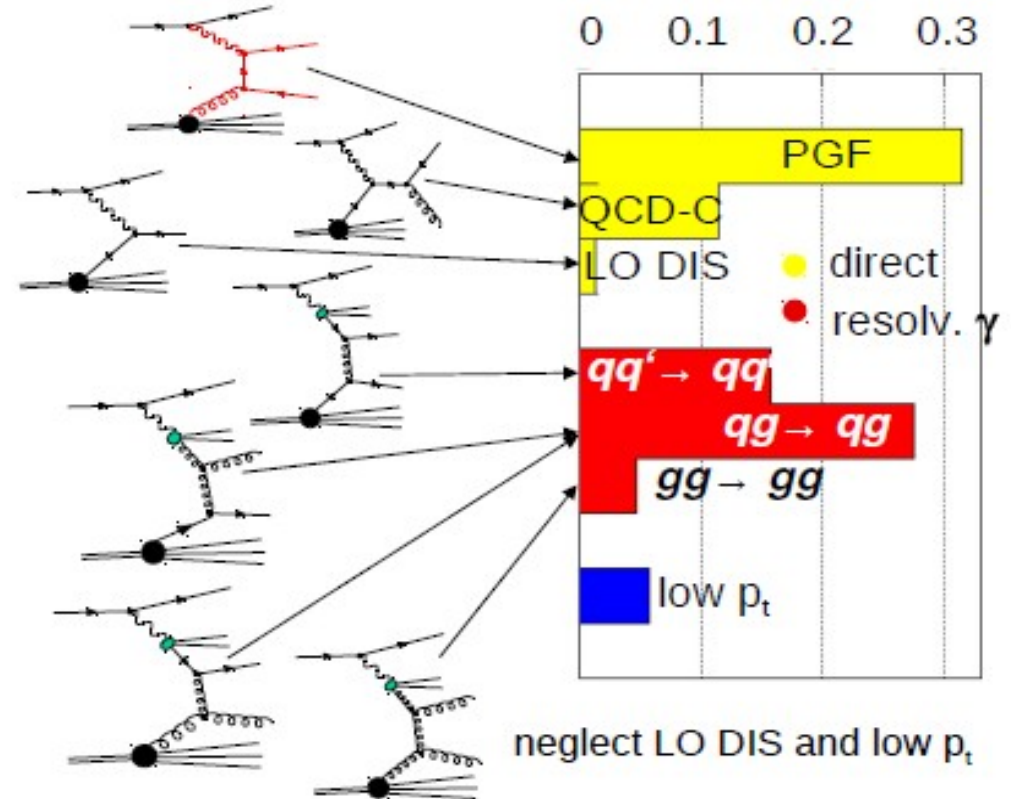 0 0.1 0.2 0.3
PGF
QCD-C
LO DIS
direct
resolv. γ
qq‘→ qq‘
qg→ qg
gg→ gg
low pt
neglect LO DIS and low pt